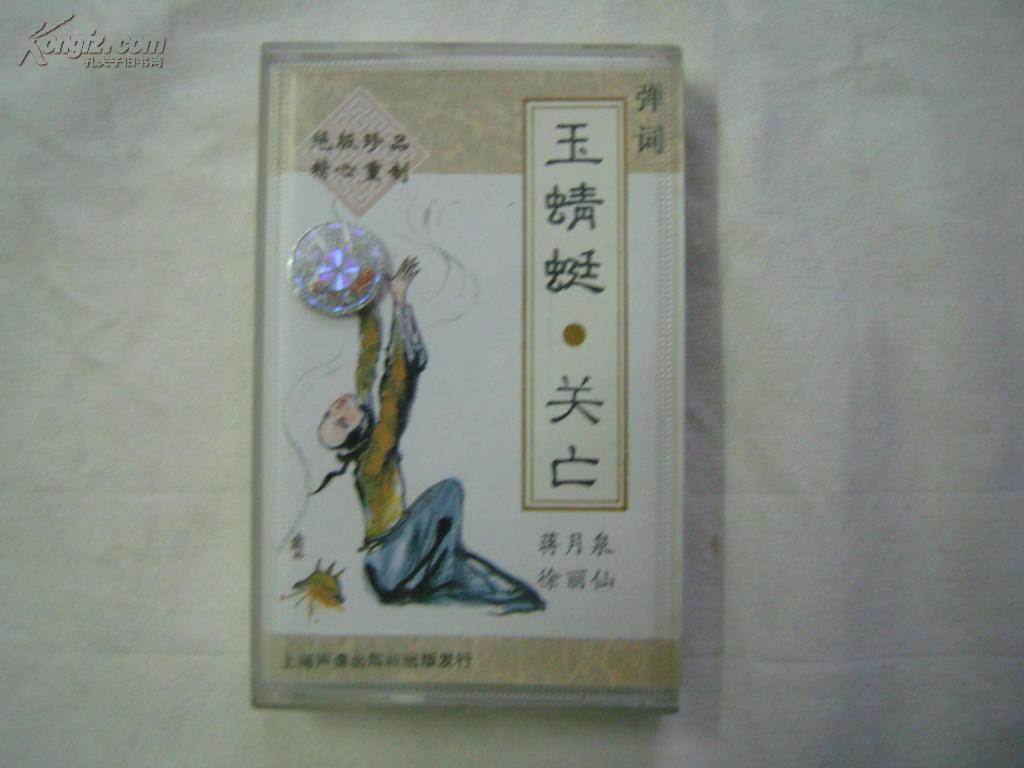 Kongfz.com
孔夫子旧书网
弹词
玉蜻蜓·关亡
绝版珍品
精心重制
蒋月泉
徐丽仙
上海声像出版社出版发行